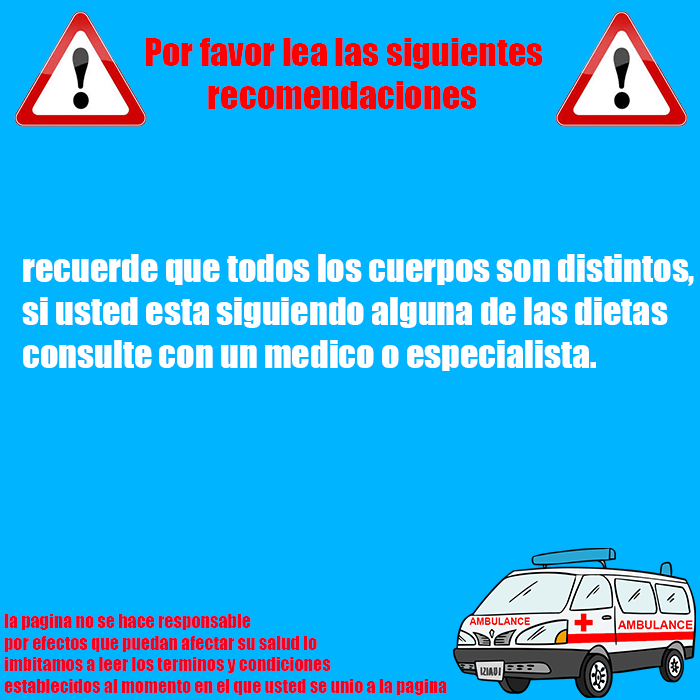 Por favor lea las siguientes
recomendaciones
recuerde que todos los cuerpos son distintos,
si usted esta siguiendo alguna de las dietas
consulte con un medico o especialista.
la pagina no se hace responsable
por efectos que puedan afectar su salud lo
imbitamos a leer los terminos y condiciones
establecidos al momento en el que usted se unio a la pagina
AMBULANCE
AMBULANCE